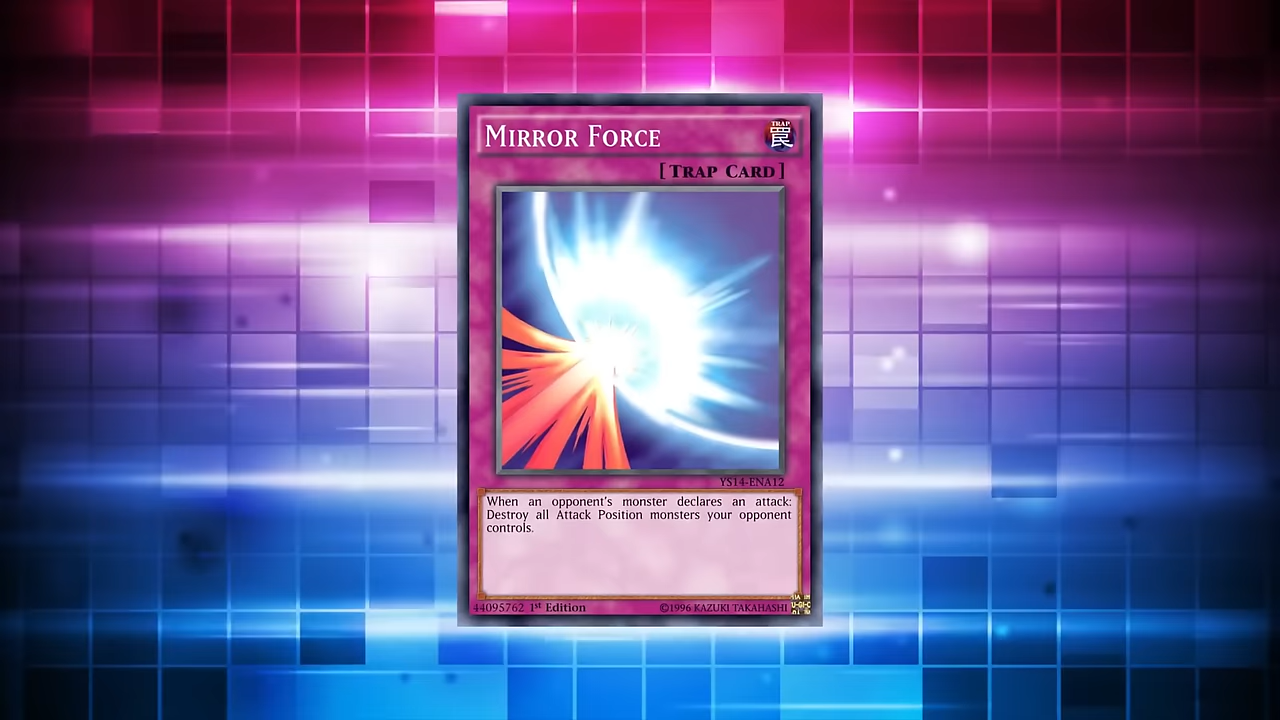 Mirror Force
TRAP
罠
[Trap Card]
YS14-ENA12
When an opponent's monster declares an attack:
Destroy all Attack Position monsters your opponent
controls.
44095762 1st Edition
©1996 KAZUKI TAKAHASHI